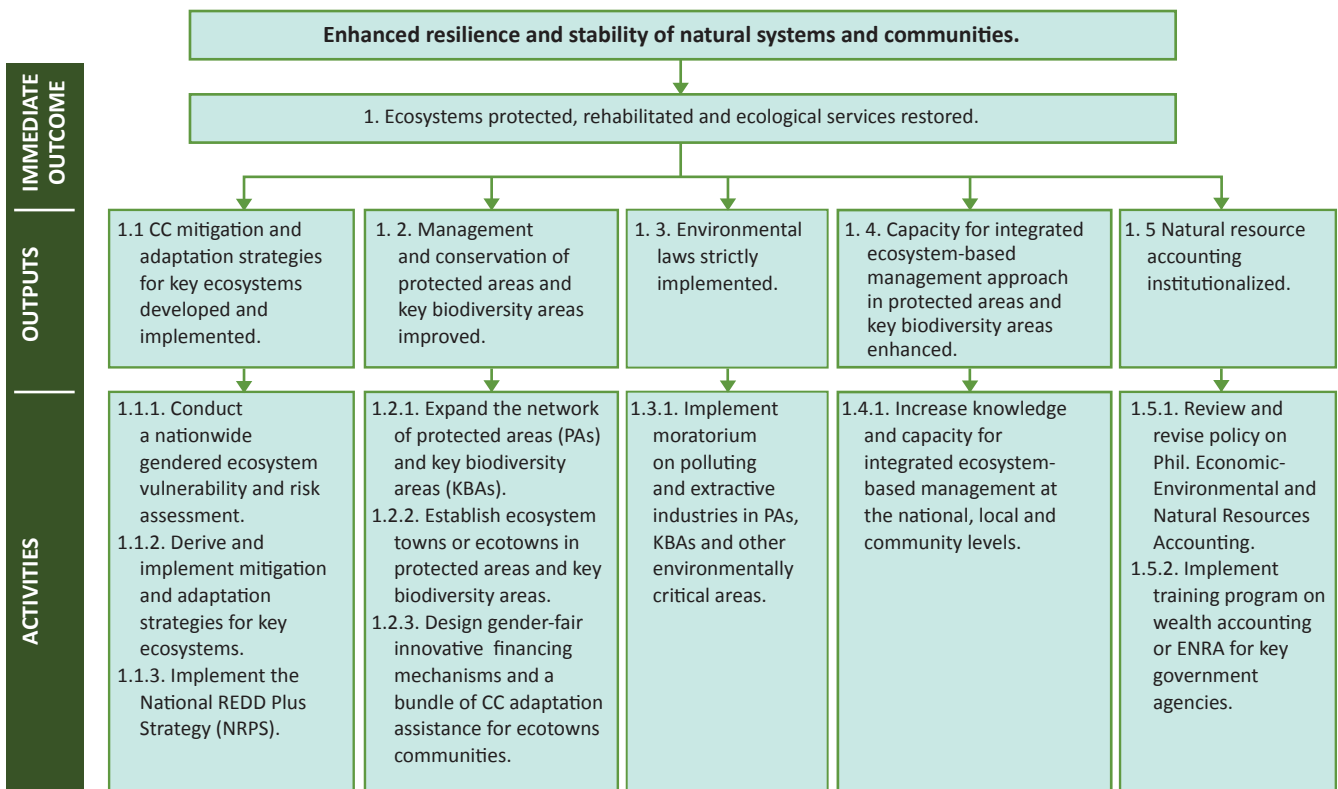 Enhanced resilience and stability of natural systems and communities.
IMMEDIATE
OUTCOME
1. Ecosystems protected, rehabilitated and ecological services restored.
OUTPUTS
1.1 CC mitigation and
adaptation strategies
for key ecosystems
developed and
implemented.
1. 2. Management
and conservation of
protected areas and
key biodiversity areas
improved.
1. 3. Environmental
laws strictly
implemented.
1. 4. Capacity for integrated
ecosystem-based
management approach
in protected areas and
key biodiversity areas
enhanced.
1. 5 Natural resource
accounting
institutionalized.
ACTIVITIES
1.1.1. Conduct
a nationwide
gendered ecosystem
vulnerability and risk
assessment.
1.1.2. Derive and
implement mitigation
and adaptation
strategies for key
ecosystems.
1.1.3. Implement the
National REDD Plus
Strategy (NRPS).
1.2.1. Expand the network
of protected areas (PAs)
and key biodiversity
areas (KBAs).
1.2.2. Establish ecosystem
towns or ecotowns in
protected areas and key
biodiversity areas.
1.2.3. Design gender-fair
innovative financing
mechanisms and a
bundle of CC adaptation
assistance for ecotowns
communities.
1.3.1. Implement
moratorium
on polluting
and extractive
industries in PAs,
KBAs and other
environmentally
critical areas.
1.4.1. Increase knowledge
and capacity for
integrated ecosystem-
based management at
the national, local and
community levels.
1.5.1. Review and
revise policy on
Phil. Economic-
Environmental and
Natural Resources
Accounting.
1.5.2. Implement
training program on
wealth accounting
or ENRA for key
government
agencies.